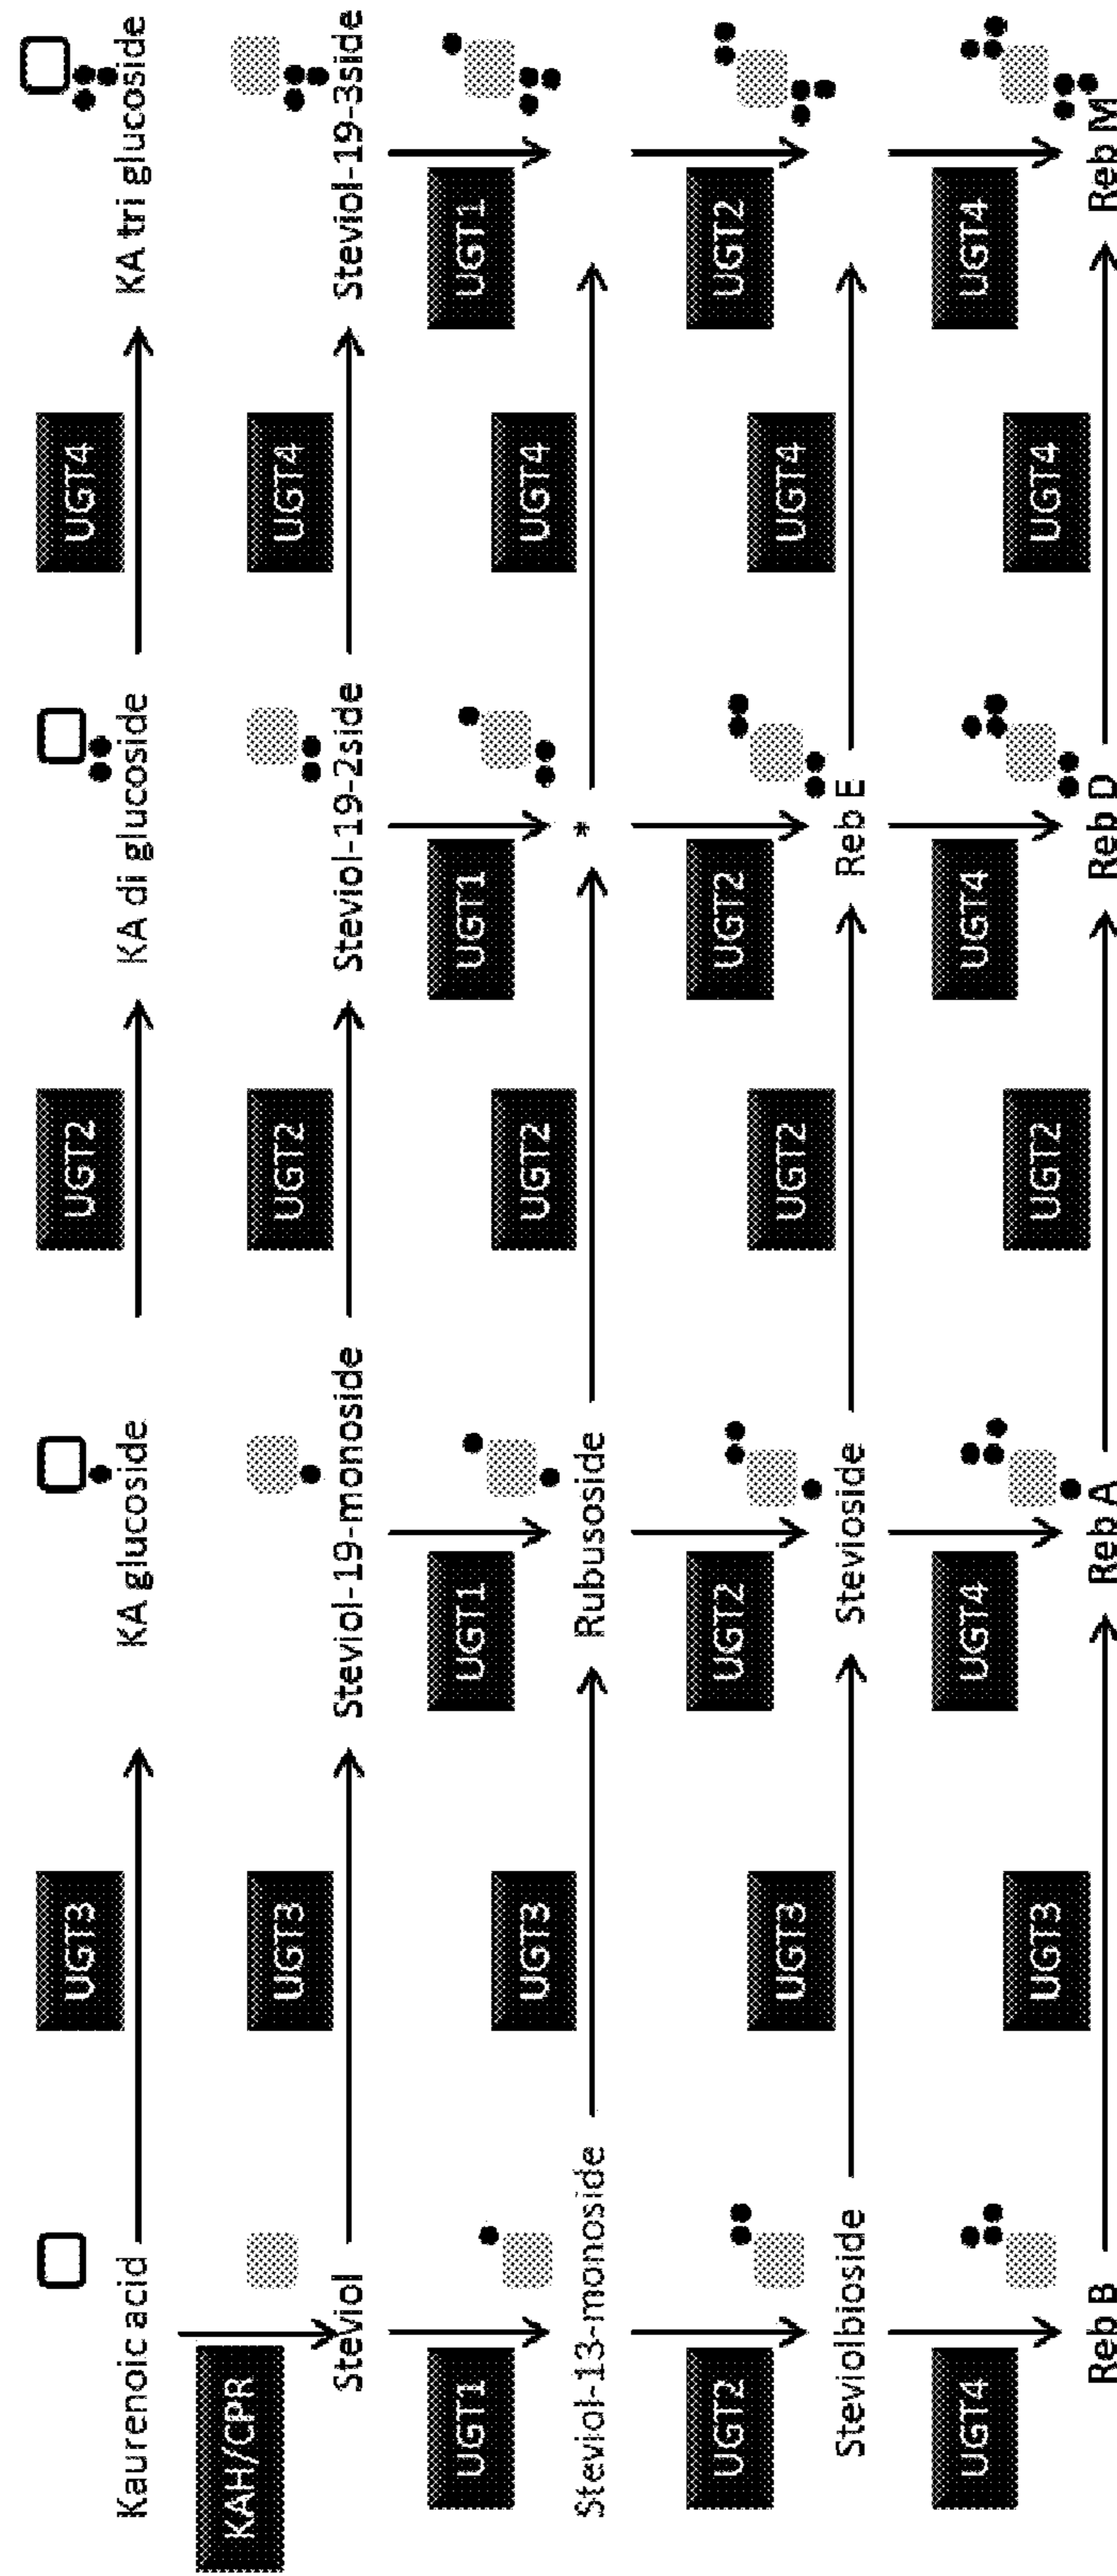 Kaurenoic acid
UGT3
KA glucoside
UGT2
KA di glucoside
UGT4
KA tri glucoside
KAH/CPR
Steviol
UGT3
Steviol-19-monoside
UGT2
Steviol-19-2side
UGT4
Steviol-19-3side
UGT1
UGT1
UGT1
UGT1
Steviol-13-monoside
UGT3
Rubusoside
UGT2
*
UGT4
UGT2
UGT2
UGT2
UGT2
Steviolbioside
UGT3
Stevioside
UGT2
Reb E
UGT4
UGT4
UGT4
UGT4
UGT4
Reb B
UGT3
Reb A
UGT2
Reb D
UGT4
Reb M